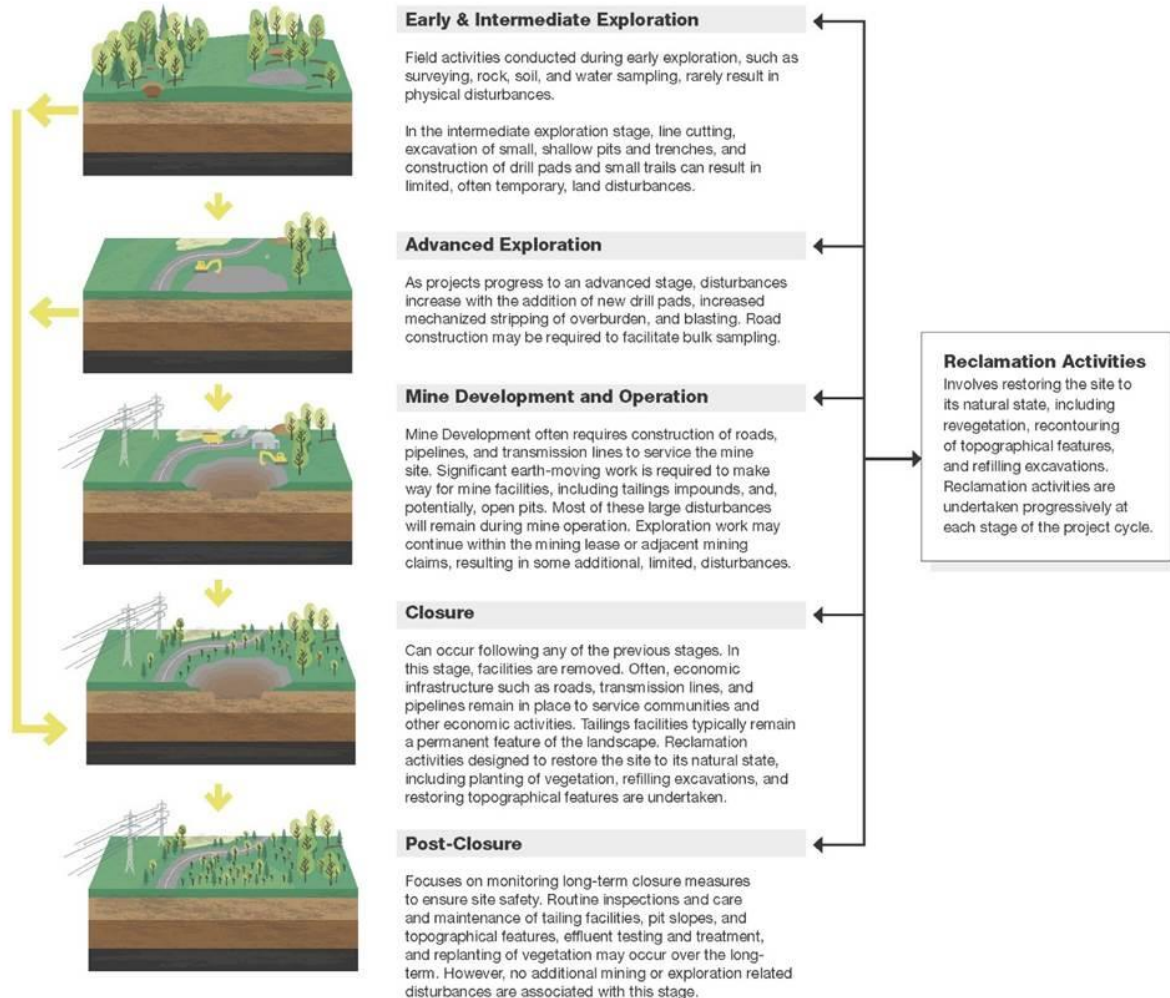 Early & Intermediate Exploration
Field activities conducted during early exploration, such as
surveying, rock, soil, and water sampling, rarely result in
physical disturbances.
In the intermediate exploration stage, line cutting,
excavation of small, shallow pits and trenches, and
construction of drill pads and small trails can result in
limited, often temporary, land disturbances.
Advanced Exploration
As projects progress to an advanced stage, disturbances
increase with the addition of new drill pads, increased
mechanized stripping of overburden, and blasting. Road
construction may be required to facilitate bulk sampling.
Mine Development and Operation
Mine Development often requires construction of roads,
pipelines, and transmission lines to service the mine
site. Significant earth-moving work is required to make
way for mine facilities, including tailings impounds, and,
potentially, open pits. Most of these large disturbances
will remain during mine operation. Exploration work may
continue within the mining lease or adjacent mining
claims, resulting in some additional, limited, disturbances.
Closure
Can occur following any of the previous stages. In
this stage, facilities are removed. Often, economic
infrastructure such as roads, transmission lines, and
pipelines remain in place to service communities and
other economic activities. Tailings facilities typically remain
a permanent feature of the landscape. Reclamation
activities designed to restore the site to its natural state,
including planting of vegetation, refilling excavations, and
restoring topographical features are undertaken.
Post-Closure
Focuses on monitoring long-term closure measures
to ensure site safety. Routine inspections and care
and maintenance of tailing facilities, pit slopes, and
topographical features, effluent testing and treatment,
and replanting of vegetation may occur over the long-
term. However, no additional mining or exploration related
disturbances are associated with this stage.
Reclamation Activities
Involves restoring the site to
its natural state, including
revegetation, recontouring
of topographical features,
and refilling excavations.
Reclamation activities are
undertaken progressively at
each stage of the project cycle.